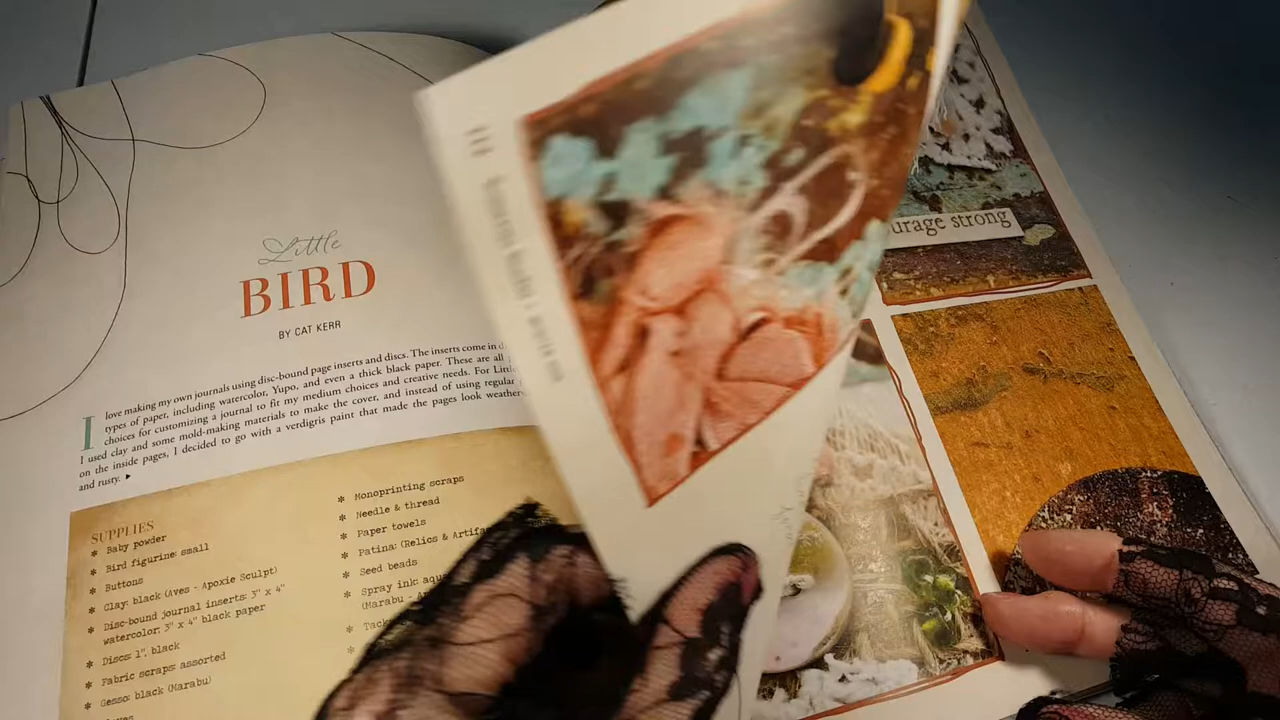 Little
BIRD
BY CAT KERR
I love making my own journals using disc-bound page inserts and discs. The inserts come in
types of paper, including watercolor, Yupo, and even a thick black paper. These are all
choices for customizing a journal to fit my medium choices and creative needs. For Little
I used clay and some mold-making materials to make the cover, and instead of using regular
on the inside pages, I decided to go with a verdigris paint that made the pages look
and rusty. ►
SUPPLIES
* Baby powder
* Bird figurine: small
* Buttons
* Clay: black (Aves - Apoxie Sculpt)
* Disc-bound journal inserts: 3" x 4"
watercolor; 3" x 4" black paper
* Discs: 1", black
* Fabric scraps: assorted
* Gesso: black (Marabu)
* Monoprinting scraps
* Needle & thread
* Paper towels
* Patina: Relics &
* Seed beads
* Spray ink:
(Marabu -
urage strong